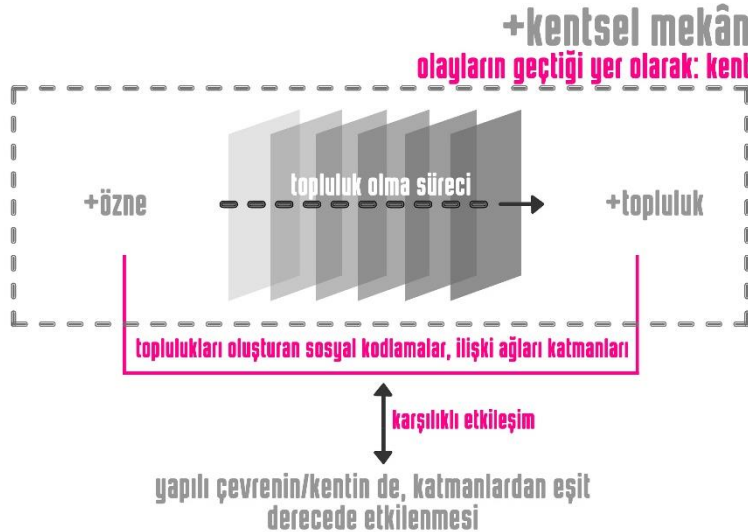 +kentsel mekân
olayların geçtiği yer olarak: kent
topluluk olma süreci
+özne
+topluluk
toplulukları oluşturan sosyal kodlamalar, ilişki ağları katmanları
karşılıklı etkileşim
yapılı çevrenin/kentin de, katmanlardan eşit
derecede etkilenmesi